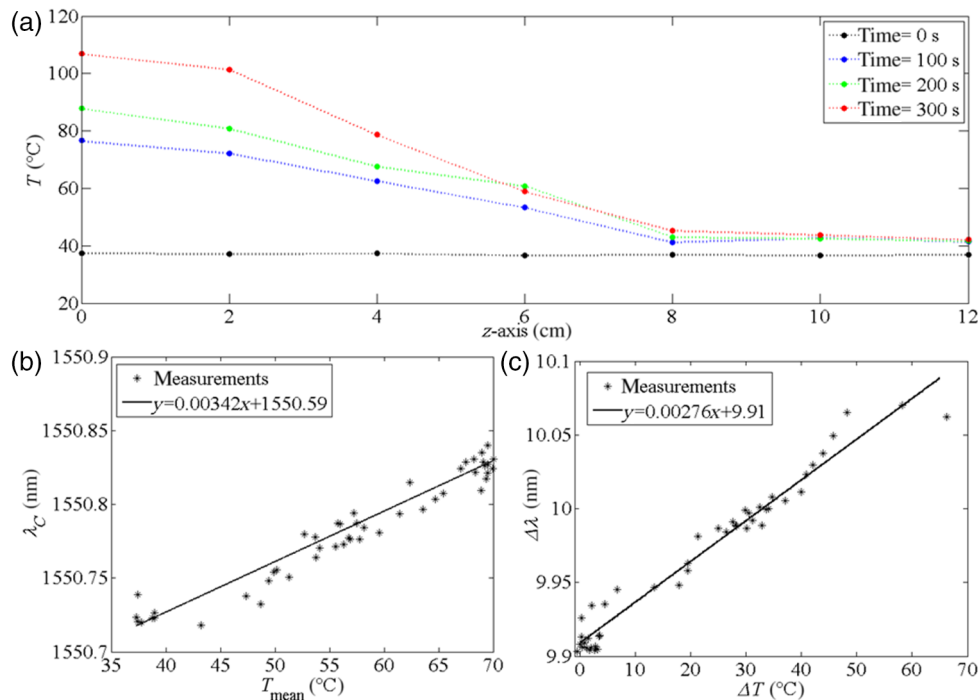 (a)
120
100
80
60
40
20
T (°C)
Time= 0 s
Time= 100 s
Time= 200 s
Time= 300 s
0 2 4 6 8 10 12
z-axis (cm)
(b)
1550.9
1550.85
1550.8
1550.75
1550.7
λC (nm)
Measurements
y=0.00342x+1550.59
35 40 45 50 55 60 65 70
Tmean (°C)
(c)
10.1
10.05
10
9.95
9.90
Δλ (nm)
Measurements
y=0.00276x+9.91
0 10 20 30 40 50 60 70
ΔT (°C)